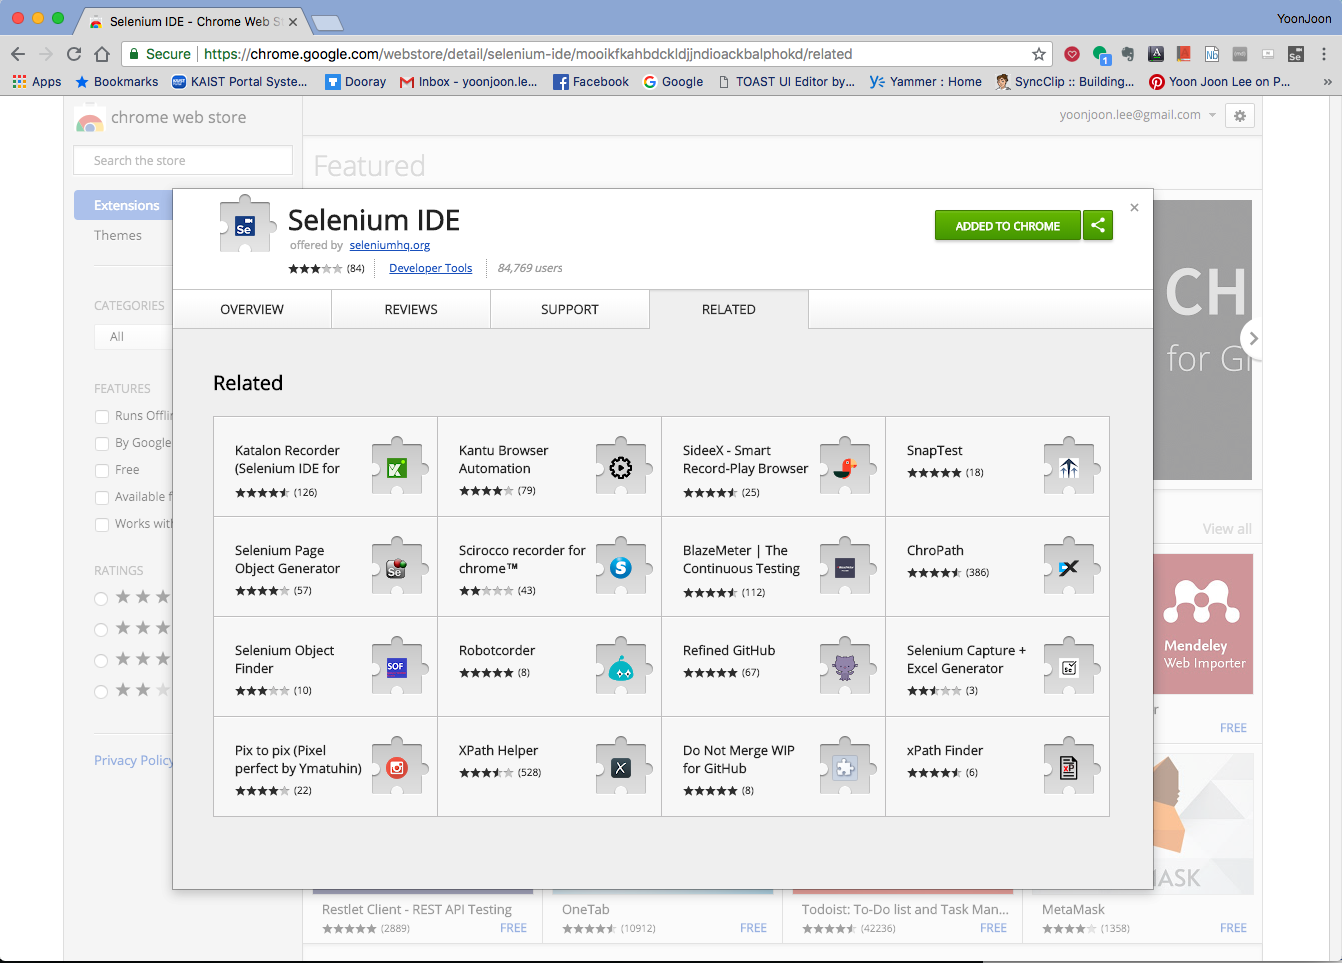 Selenium IDE - Chrome Web S
YoonJoon
Secure
https://chrome.google.com/webstore/detail/selenium-ide/mooikfkahbdckldjjndioackbalphokd/related
Apps
Bookmarks
KAIST Portal Syste...
Dooray
Inbox - yoonjoon.le...
Facebook
Google
TOAST UI Editor by...
Yammer : Home
SyncClip :: Building...
Yoon Joon Lee on P...
»
chrome web store
yoonjoon.lee@gmail.com
Search the store
Featured
Extensions
Themes
CATEGORIES
All
FEATURES
Runs Offli
By Google
Free
Available f
Works with
RATINGS
Privacy Policy
Se
Selenium IDE
offered by seleniumhq.org
(84)
Developer Tools
84,769 users
ADDED TO CHROME
×
OVERVIEW
REVIEWS
SUPPORT
RELATED
CH
for Gi
Related
Katalon Recorder
(Selenium IDE for
(126)
Kantu Browser
Automation
(79)
SideeX - Smart
Record-Play Browser
(25)
SnapTest
(18)
Selenium Page
Object Generator
(57)
Se
Scirocco recorder for
chrome™
(43)
S
BlazeMeter | The
Continuous Testing
(112)
ChroPath
(386)
Selenium Object
Finder
(10)
SOF
Robotcorder
(8)
Refined GitHub
(67)
Selenium Capture +
Excel Generator
(3)
Se
Pix to pix (Pixel
perfect by Ymatuhin)
(22)
XPath Helper
(528)
X
Do Not Merge WIP
for GitHub
(8)
xPath Finder
(6)
xP
View all
Mendeley
Web Importer
r
FREE
MASK
Restlet Client - REST API Testing
(2889)
FREE
OneTab
(10912)
FREE
Todoist: To-Do list and Task Man...
(42236)
FREE
MetaMask
(1358)
FREE